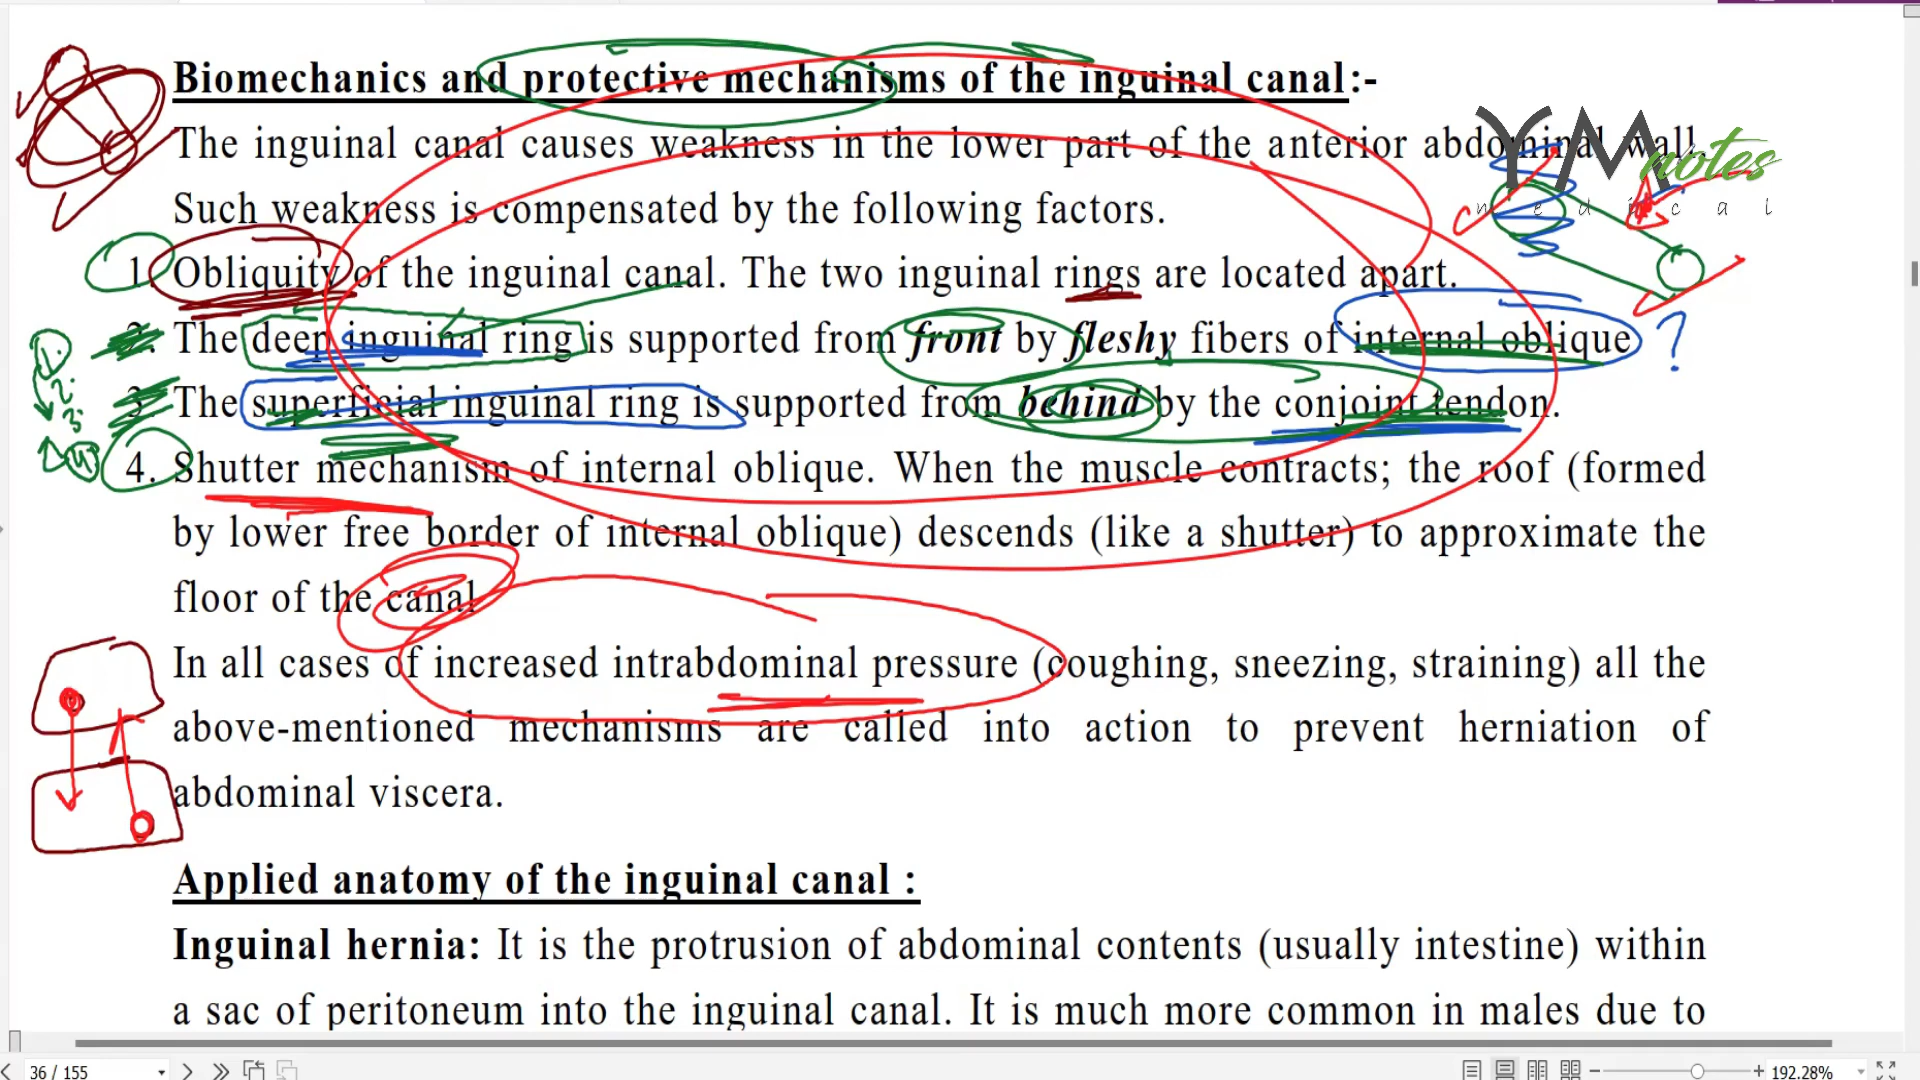 Biomechanics and protective mechanisms of the inguinal canal:-
The inguinal canal causes weakness in the lower part of the anterior abdominal wall.
YM
notes
medical
Such weakness is compensated by the following factors.
1. Obliquity of the inguinal canal. The two inguinal rings are located apart.
2. The deep inguinal ring is supported from front by fleshy fibers of internal oblique ?
3. The superficial inguinal ring is supported from behind by the conjoint tendon.
1.
2.
3
4
4. Shutter mechanism of internal oblique. When the muscle contracts; the roof (formed
by lower free border of internal oblique) descends (like a shutter) to approximate the
floor of the canal
In all cases of increased intrabdominal pressure (coughing, sneezing, straining) all the
above-mentioned mechanisms are called into action to prevent herniation of
abdominal viscera.
Applied anatomy of the inguinal canal :
Inguinal hernia: It is the protrusion of abdominal contents (usually intestine) within
a sac of peritoneum into the inguinal canal. It is much more common in males due to
36 / 155
192.28%